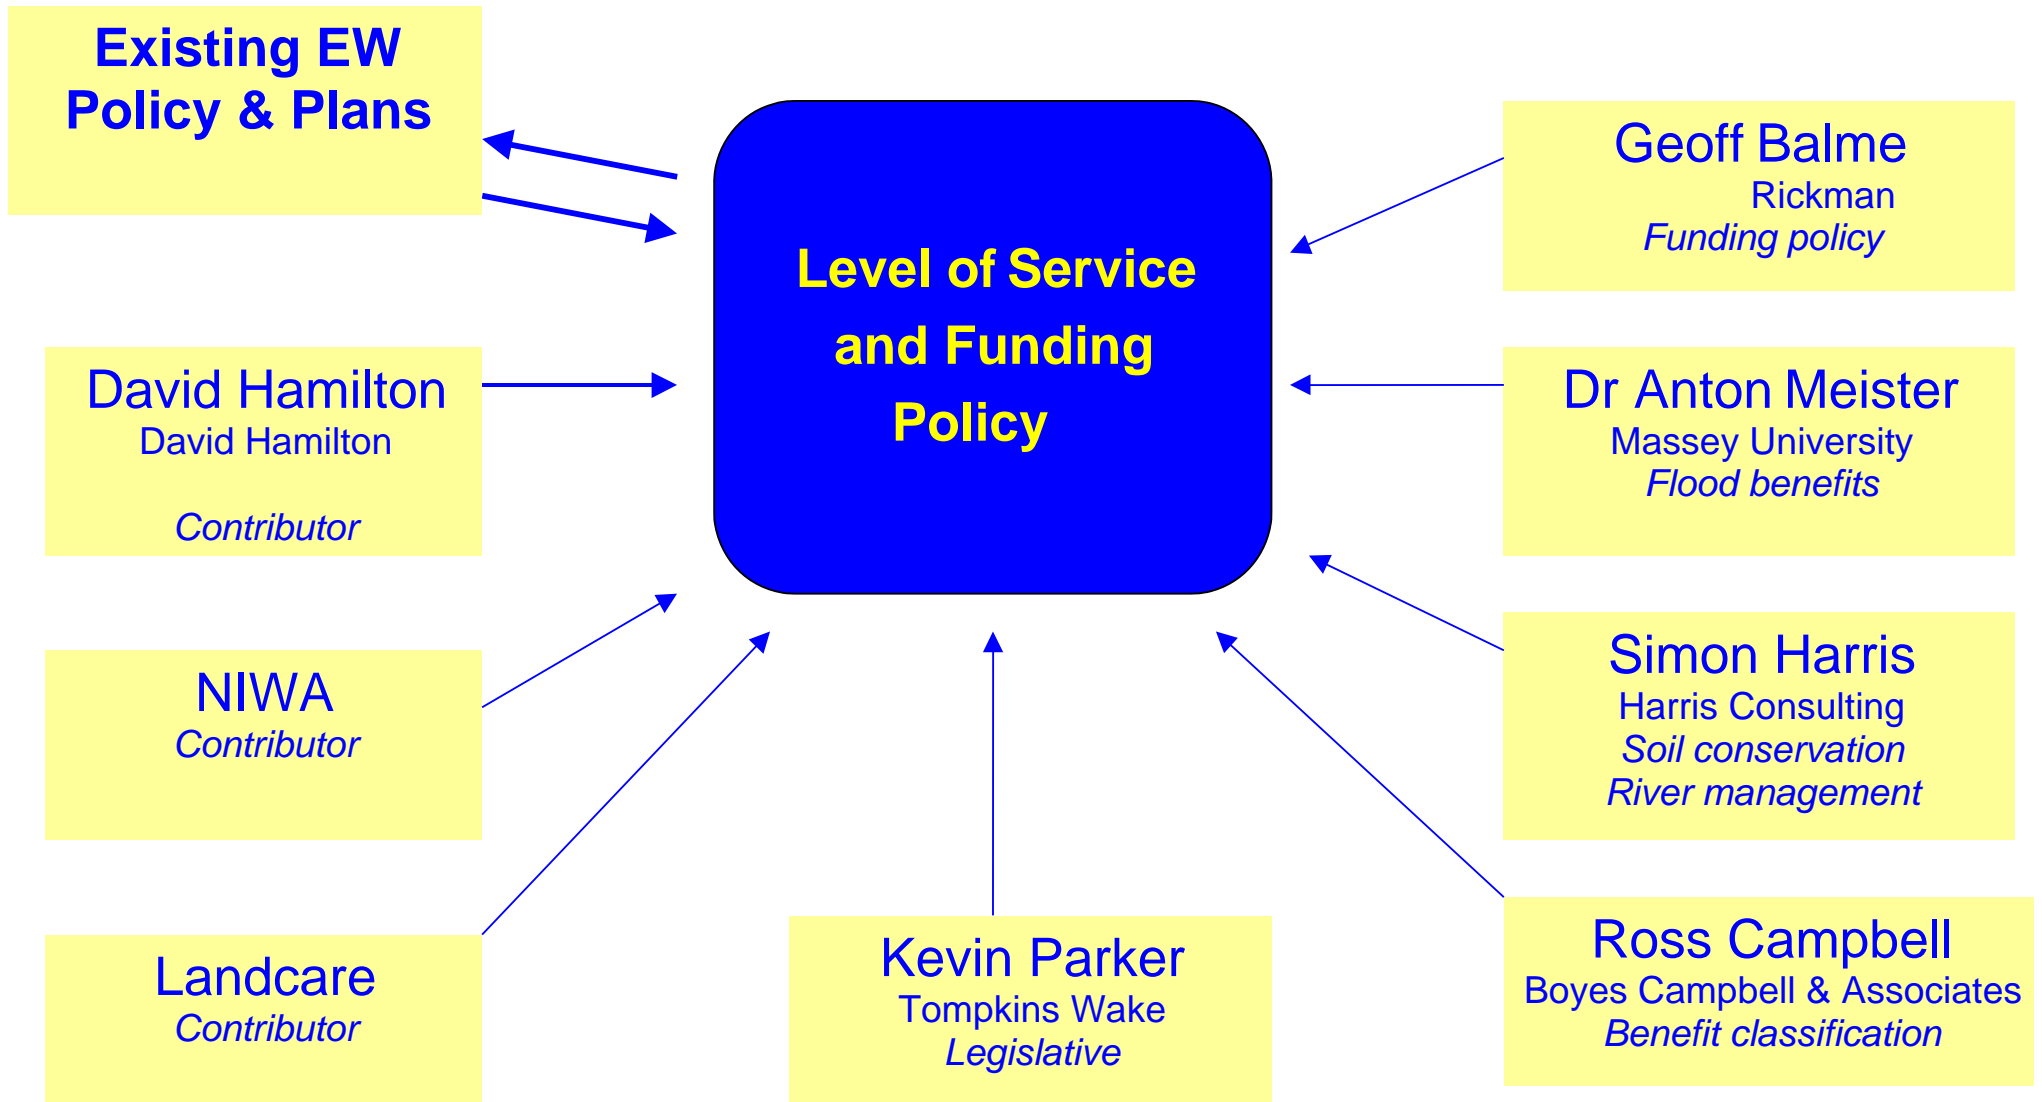 Existing EW
Policy & Plans
Level of Service
and Funding
Policy
Geoff Balme
Rickman
Funding policy
David Hamilton
David Hamilton
Contributor
Dr Anton Meister
Massey University
Flood benefits
NIWA
Contributor
Simon Harris
Harris Consulting
Soil conservation
River management
Landcare
Contributor
Kevin Parker
Tompkins Wake
Legislative
Ross Campbell
Boyes Campbell & Associates
Benefit classification